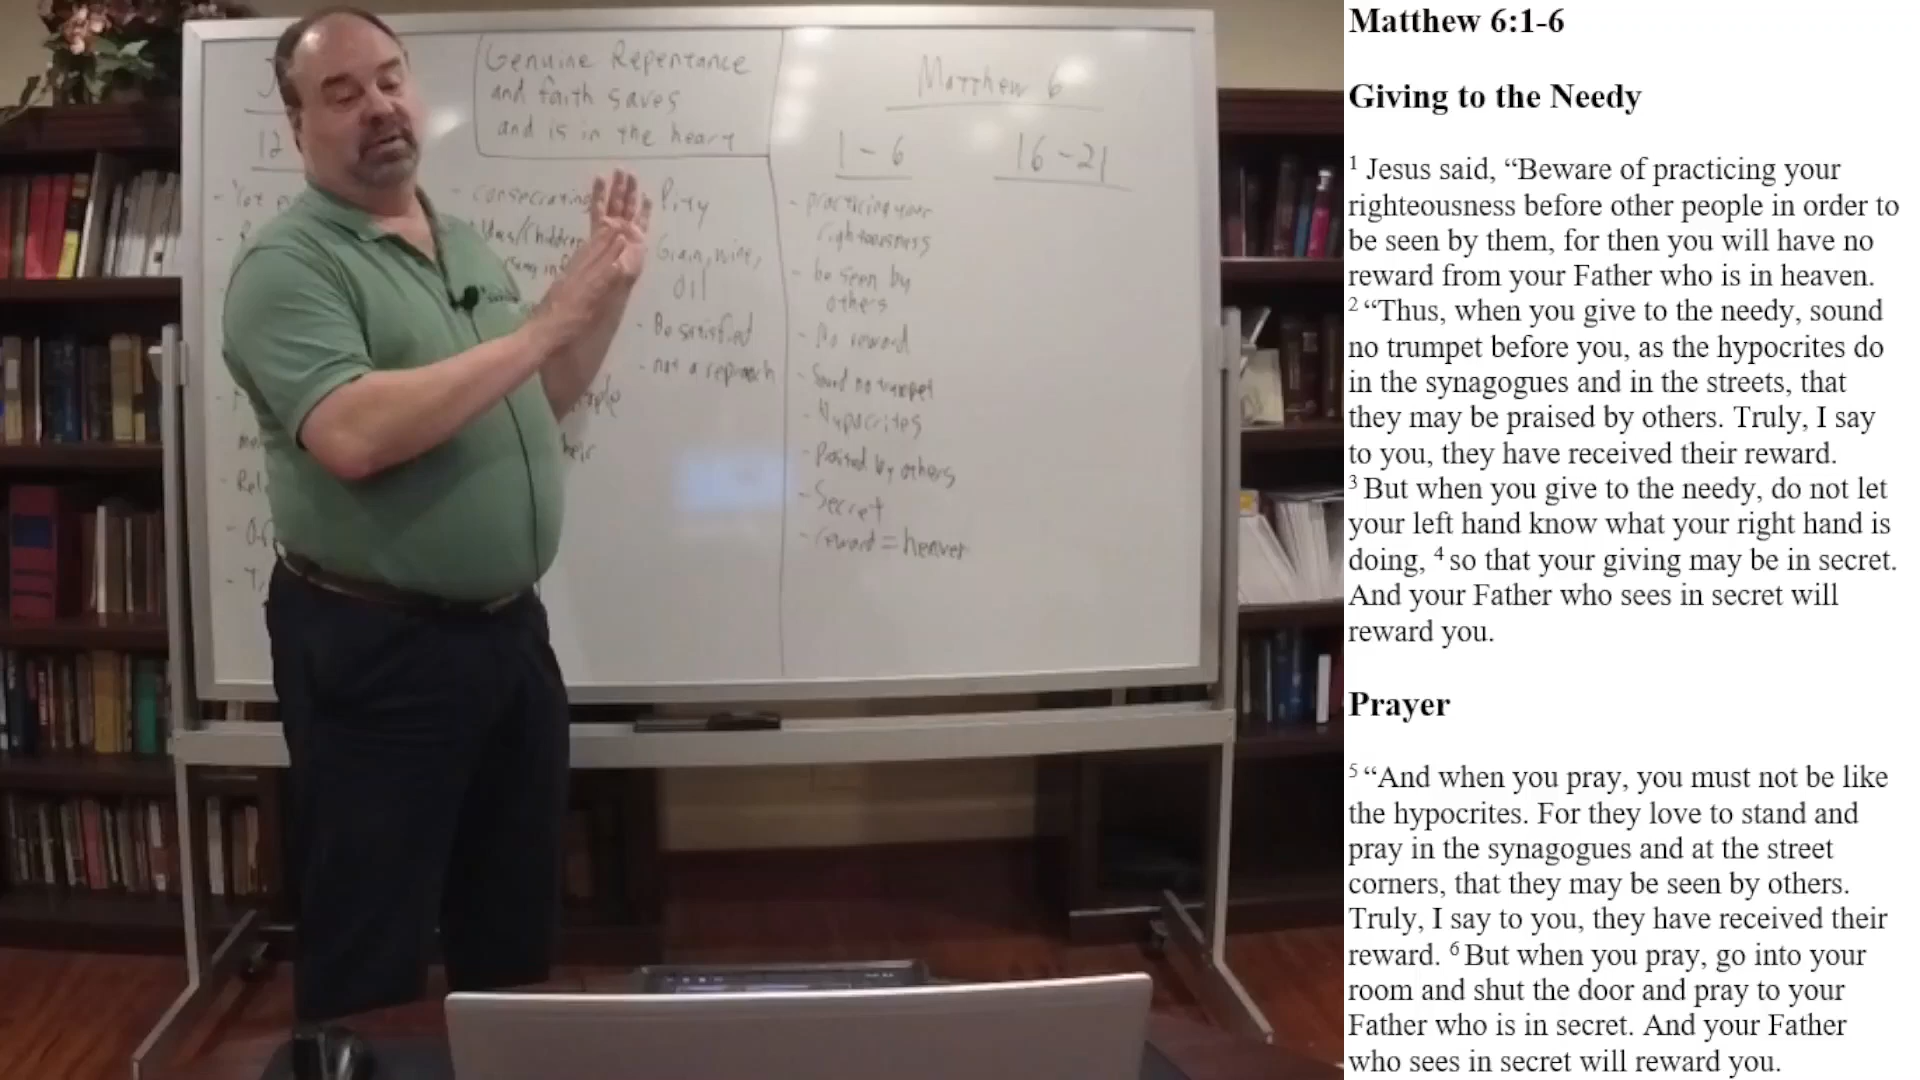 Genuine Repentance
and faith saves
and is in the heart
12
- consecrating
- Pity
Grain, wine,
oil
- Be satisfied
- not a reproach
Matthew 6
1 - 6
- practicing your
righteousness
- be seen by
others
- No reward
- Sound no trumpet
- Hypocrites
- Praised by others
- Secret
- reward = heaven
16 - 21
Matthew 6:1-6
Giving to the Needy
1 Jesus said, “Beware of practicing your
righteousness before other people in order to
be seen by them, for then you will have no
reward from your Father who is in heaven.
2 “Thus, when you give to the needy, sound
no trumpet before you, as the hypocrites do
in the synagogues and in the streets, that
they may be praised by others. Truly, I say
to you, they have received their reward.
3 But when you give to the needy, do not let
your left hand know what your right hand is
doing, 4 so that your giving may be in secret.
And your Father who sees in secret will
reward you.
Prayer
5 “And when you pray, you must not be like
the hypocrites. For they love to stand and
pray in the synagogues and at the street
corners, that they may be seen by others.
Truly, I say to you, they have received their
reward. 6 But when you pray, go into your
room and shut the door and pray to your
Father who is in secret. And your Father
who sees in secret will reward you.